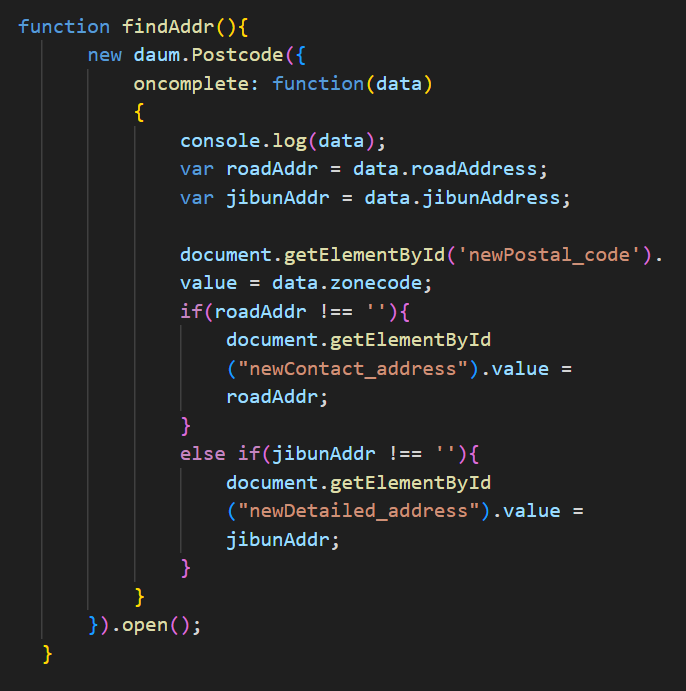 function findAddr(){
new daum.Postcode({
oncomplete: function(data)
{
console.log(data);
var roadAddr = data.roadAddress;
var jibunAddr = data.jibunAddress;
document.getElementById('newPostal_code').
value = data.zonecode;
if(roadAddr !== ''){
document.getElementById
("newContact_address").value =
roadAddr;
}
else if(jibunAddr !== ''){
document.getElementById
("newDetailed_address").value =
jibunAddr;
}
}
}).open();
}